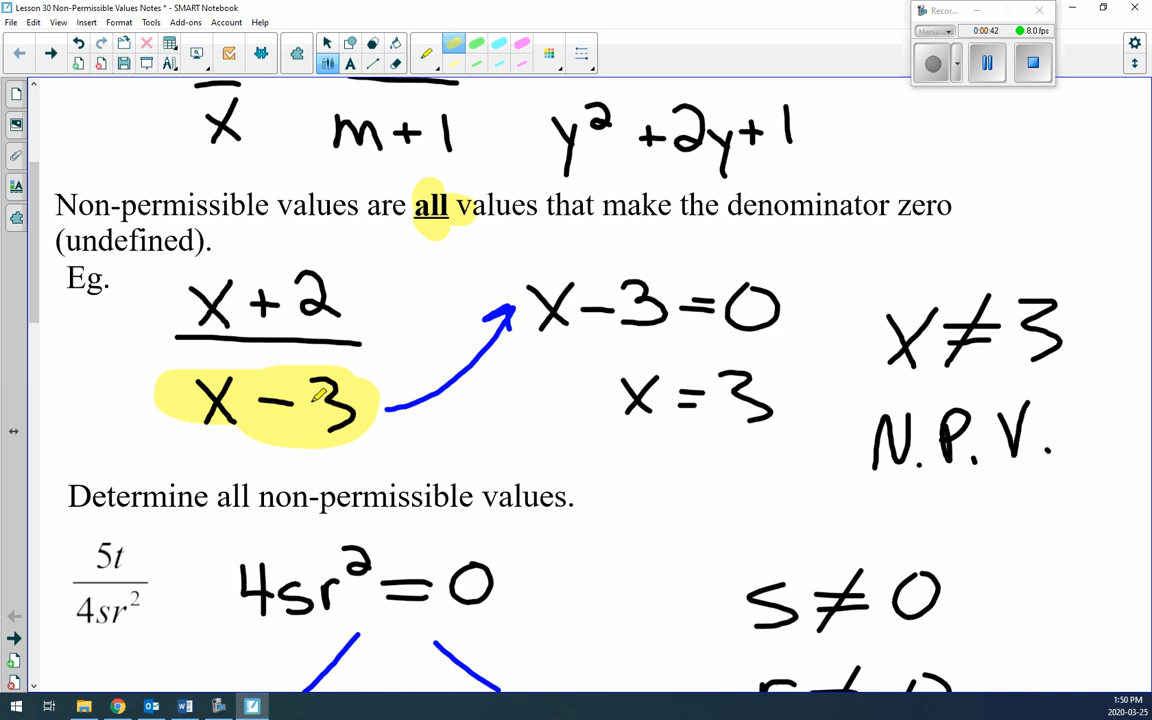 Lesson 30 Non-Permissible Values Notes * - SMART Notebook
File Edit View Insert Format Tools Add-ons Account Help
Recor...
Menu
0:00:42
8.0 fps
x
m + 1
y² + 2y + 1
Non-permissible values are all values that make the denominator zero
(undefined).
Eg.
x + 2
x - 3
x - 3 = 0
x = 3
x ≠ 3
N.P.V.
Determine all non-permissible values.
5t
4sr²
4sr² = 0
s ≠ 0
1:50 PM
2020-03-25